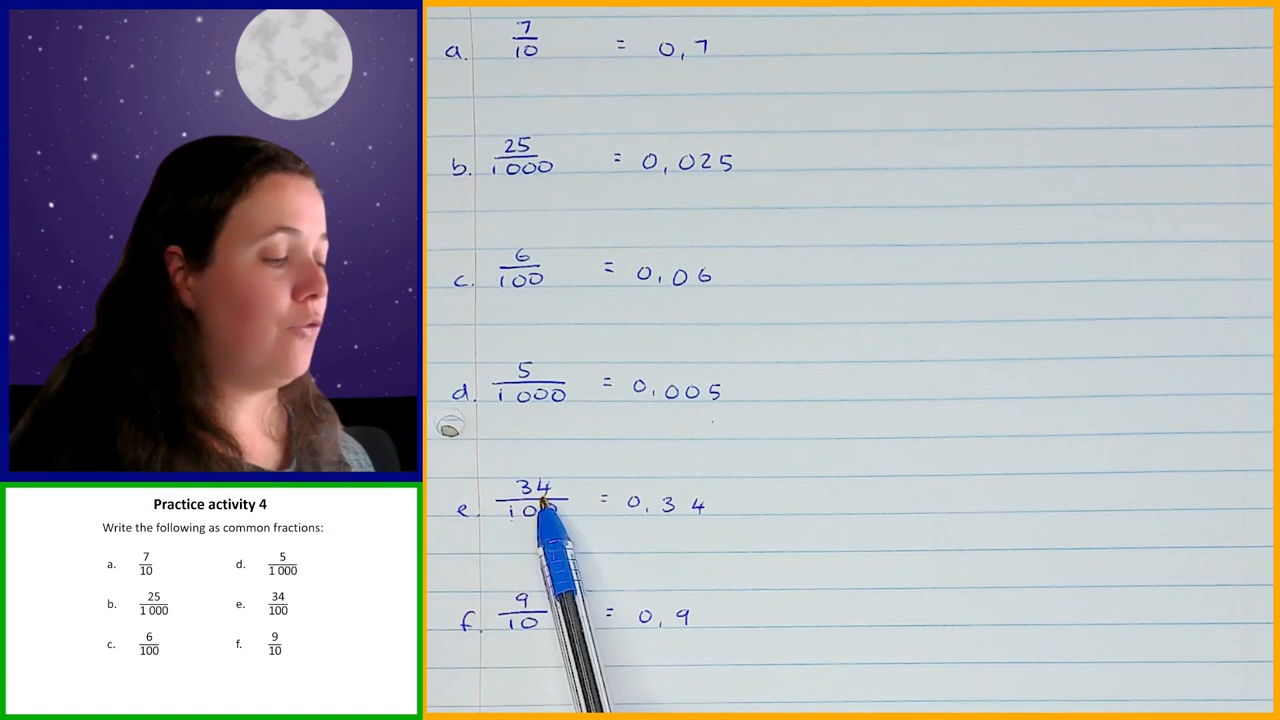 a. 7/10 = 0,7
b. 25/1 000 = 0,025
c. 6/100 = 0,06
d. 5/1 000 = 0,005
e. 34/100 = 0,34
f. 9/10 = 0,9
Practice activity 4
Write the following as common fractions:
a. 7/10 d. 5/1 000
b. 25/1 000 e. 34/100
c. 6/100 f. 9/10